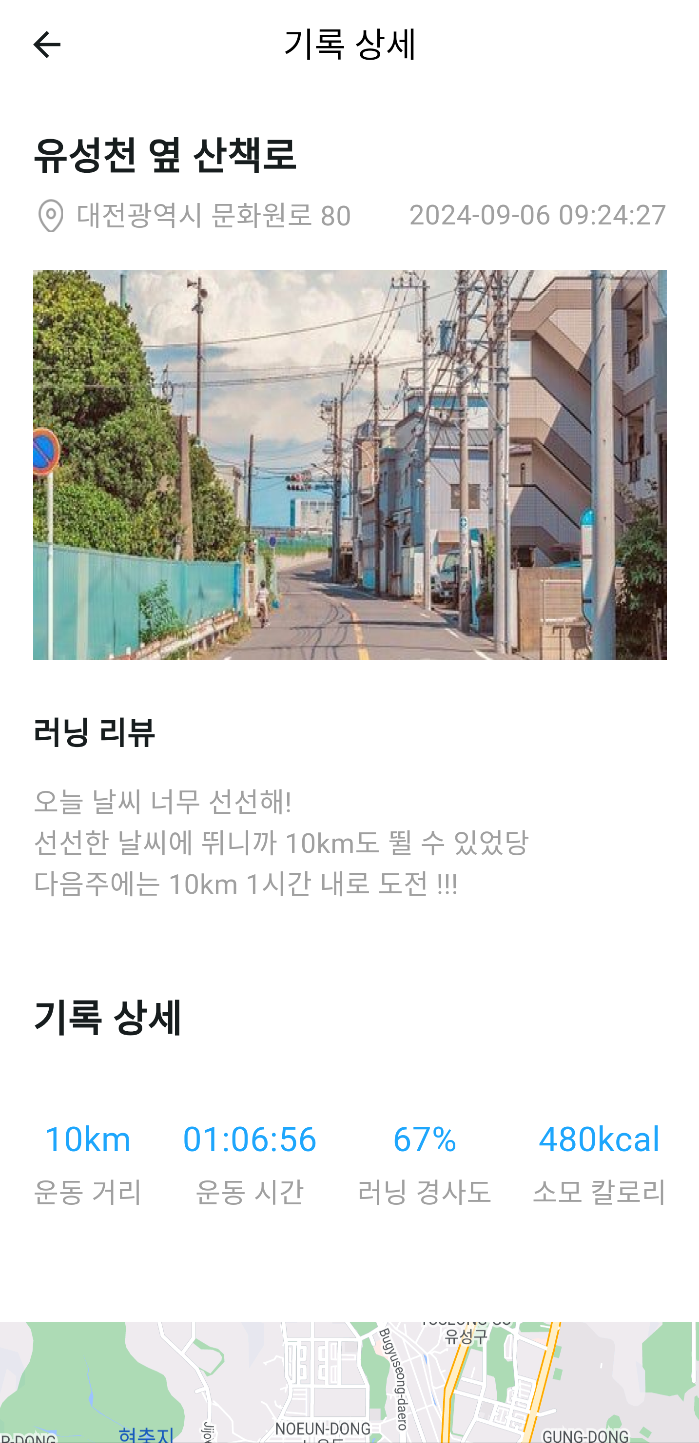 기록 상세
유성천 옆 산책로
대전광역시 문화원로 80
2024-09-06 09:24:27
러닝 리뷰
오늘 날씨 너무 선선해!
선선한 날씨에 뛰니까 10km도 뛸 수 있었당
다음주에는 10km 1시간 내로 도전 !!!
기록 상세
10km 01:06:56 67% 480kcal
운동 거리 운동 시간 러닝 경사도 소모 칼로리
유성구
Bugyuseong-daero
NOEUN-DONG
GUNG-DONG
현충지